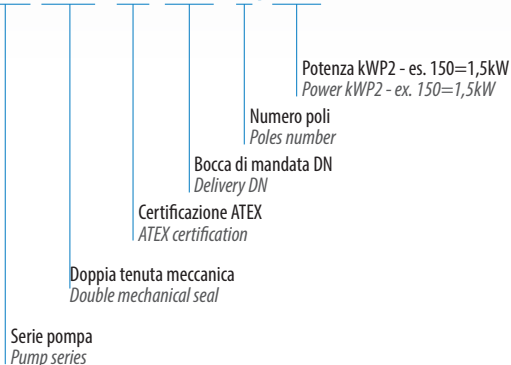 Potenza kWP2 - es. 150=1,5kW
Power kWP2 - ex. 150=1,5kW
Numero poli
Poles number
Bocca di mandata DN
Delivery DN
Certificazione ATEX
ATEX certification
Doppia tenuta meccanica
Double mechanical seal
Serie pompa
Pump series